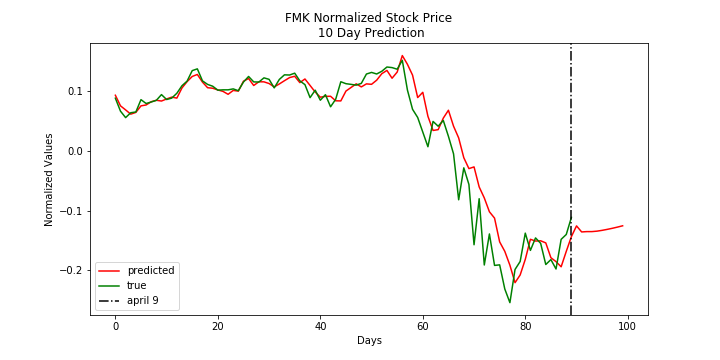 FMK Normalized Stock Price
10 Day Prediction
Normalized Values
0.1
0.0
−0.1
−0.2
predicted
true
april 9
0
20
40
60
80
100
Days